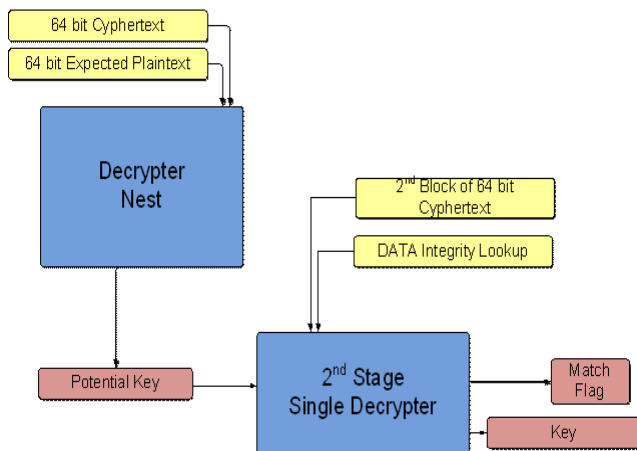 64 bit Cyphertext
64 bit Expected Plaintext
Decrypter
Nest
2nd Block of 64 bit
Cyphertext
DATA Integrity Lookup
Potential Key
2nd Stage
Single Decrypter
Match
Flag
Key